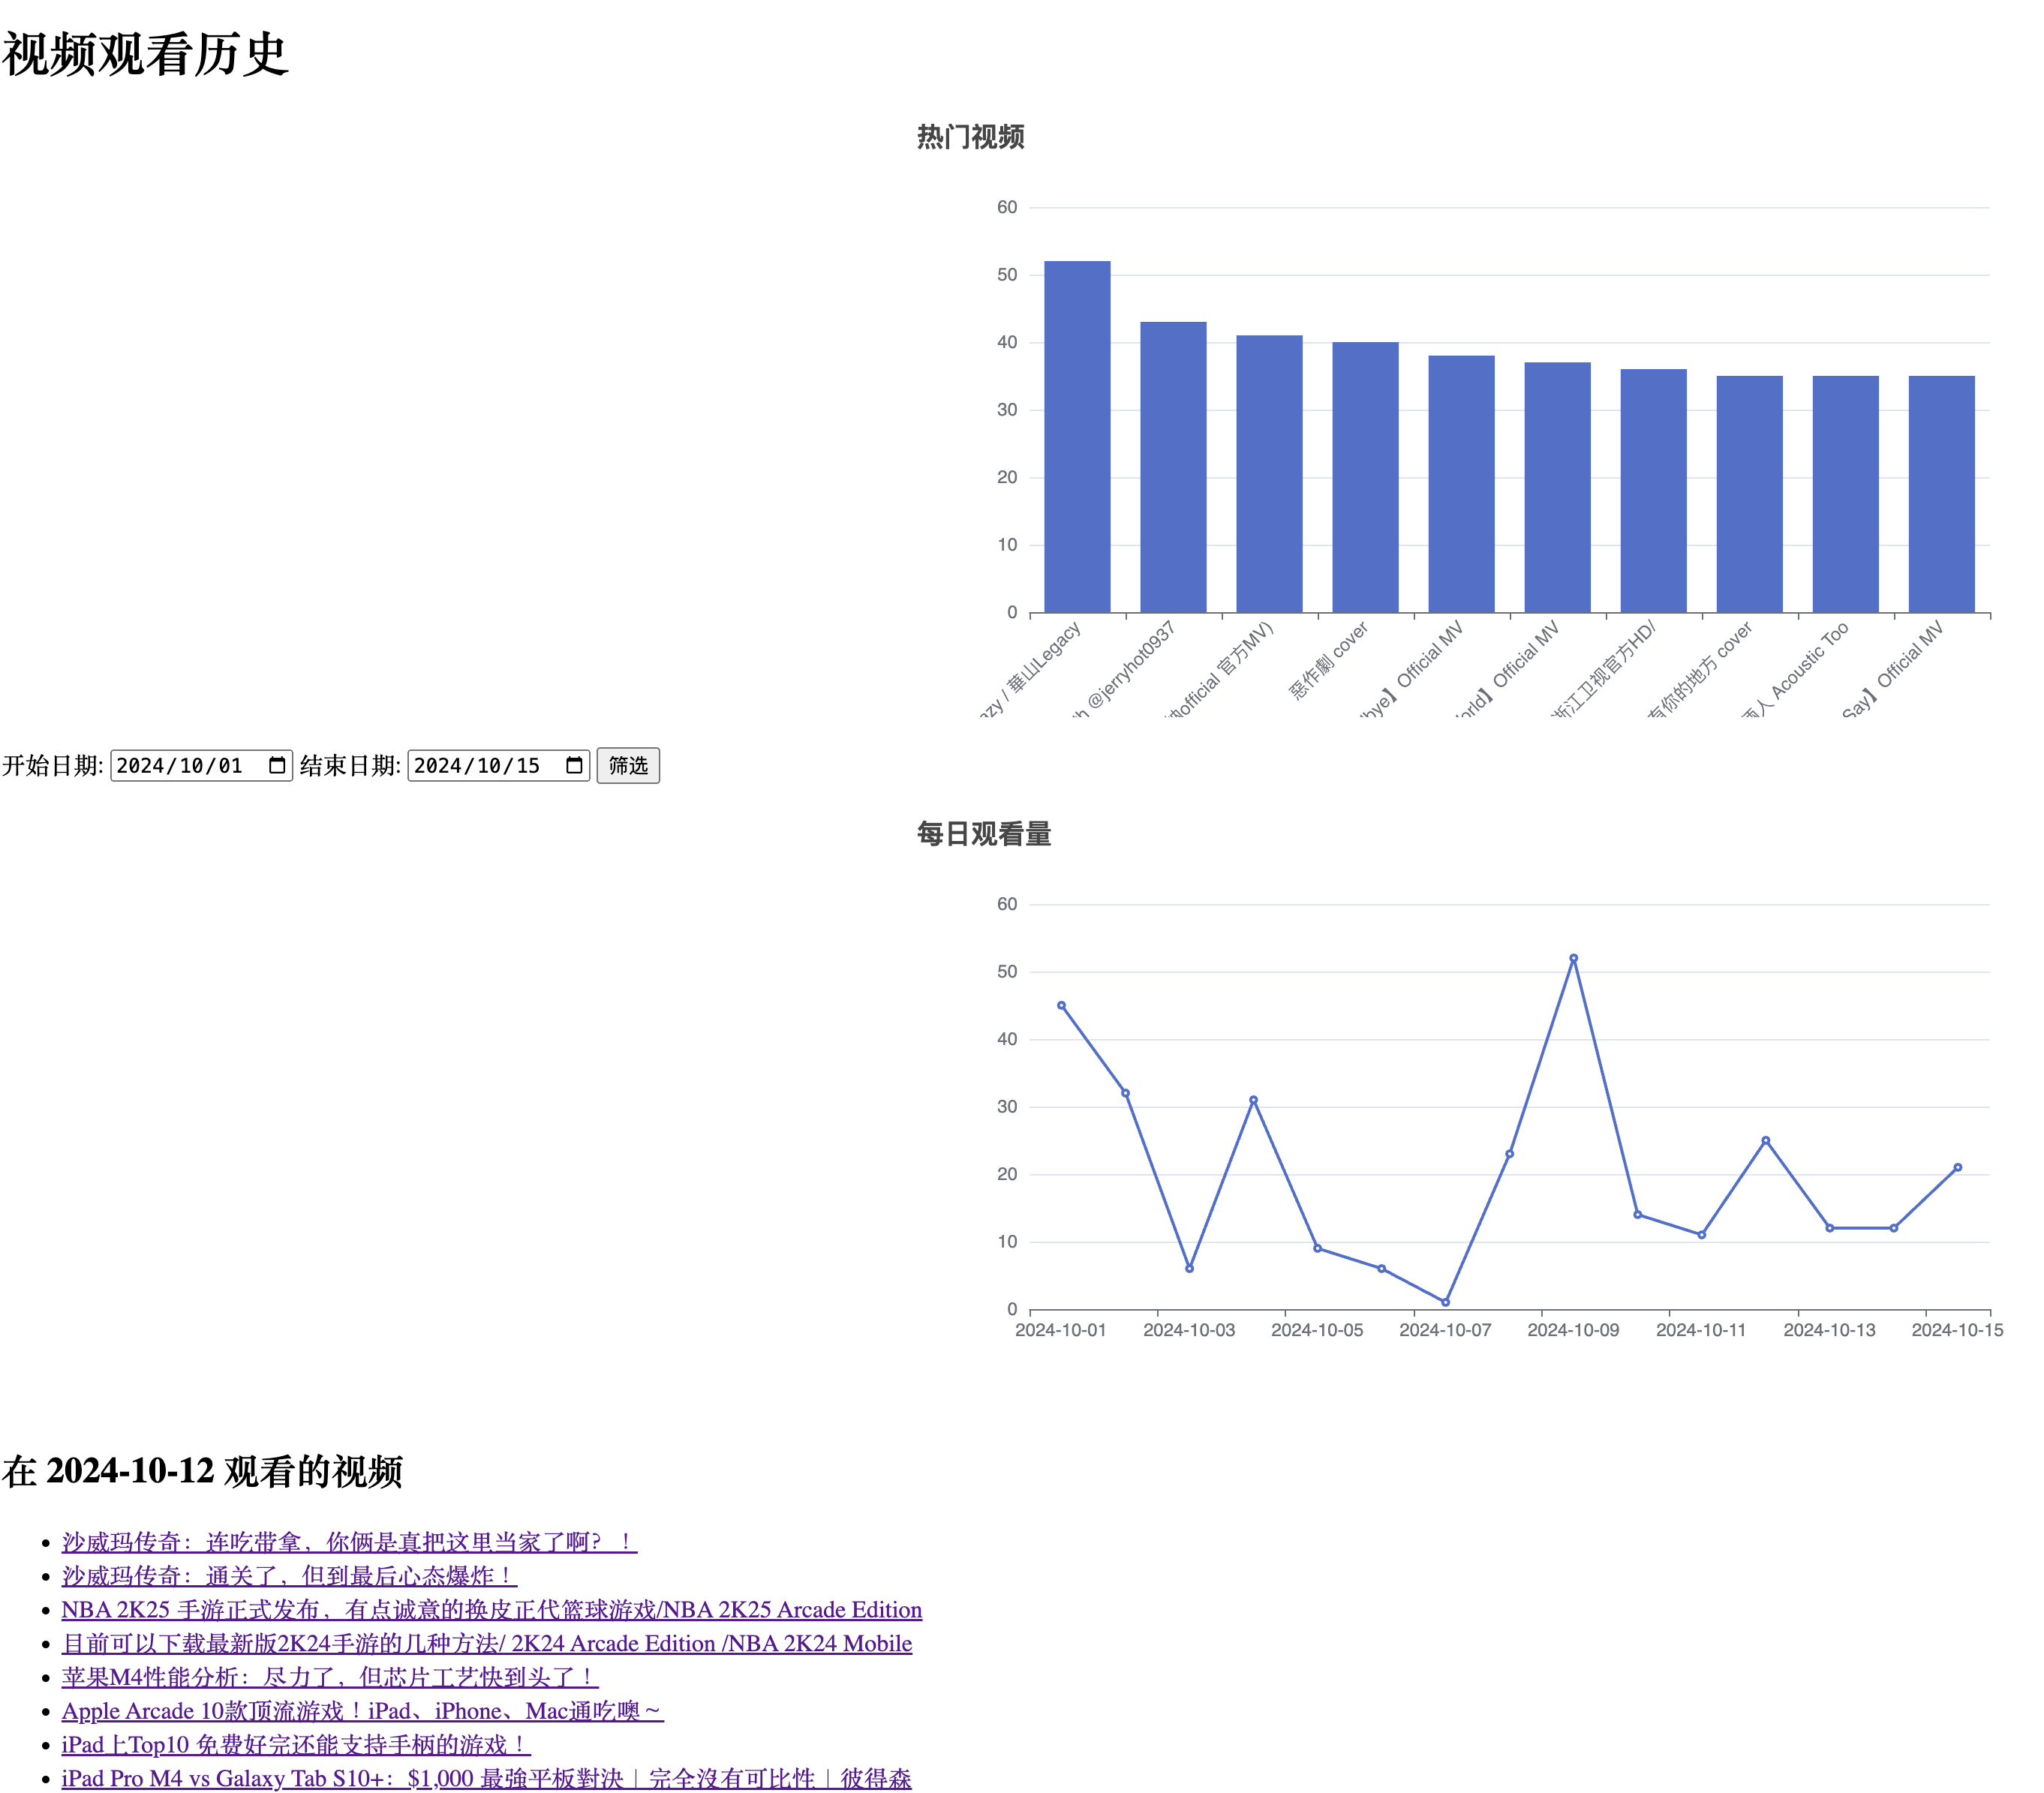 视频观看历史
热门视频
60
50
40
30
20
10
0
/ 華山Legacy
@jerryhot0937
official 官方MV)
惡作劇 cover
bye】Official MV
orld】Official MV
浙江卫视官方HD/
有你的地方 cover
人 Acoustic Too
Say】Official MV
开始日期: 2024/10/01 结束日期: 2024/10/15 筛选
每日观看量
60
50
40
30
20
10
0
2024-10-01 2024-10-03 2024-10-05 2024-10-07 2024-10-09 2024-10-11 2024-10-13 2024-10-15
在 2024-10-12 观看的视频
沙威玛传奇：连吃带拿，你俩是真把这里当家了啊？！
沙威玛传奇：通关了，但到最后心态爆炸！
NBA 2K25 手游正式发布，有点诚意的换皮正代篮球游戏/NBA 2K25 Arcade Edition
目前可以下载最新版2K24手游的几种方法/ 2K24 Arcade Edition /NBA 2K24 Mobile
苹果M4性能分析：尽力了，但芯片工艺快到头了！
Apple Arcade 10款顶流游戏！iPad、iPhone、Mac通吃噢～
iPad上Top10 免费好完还能支持手柄的游戏！
iPad Pro M4 vs Galaxy Tab S10+：$1,000 最強平板對決｜完全沒有可比性｜彼得森